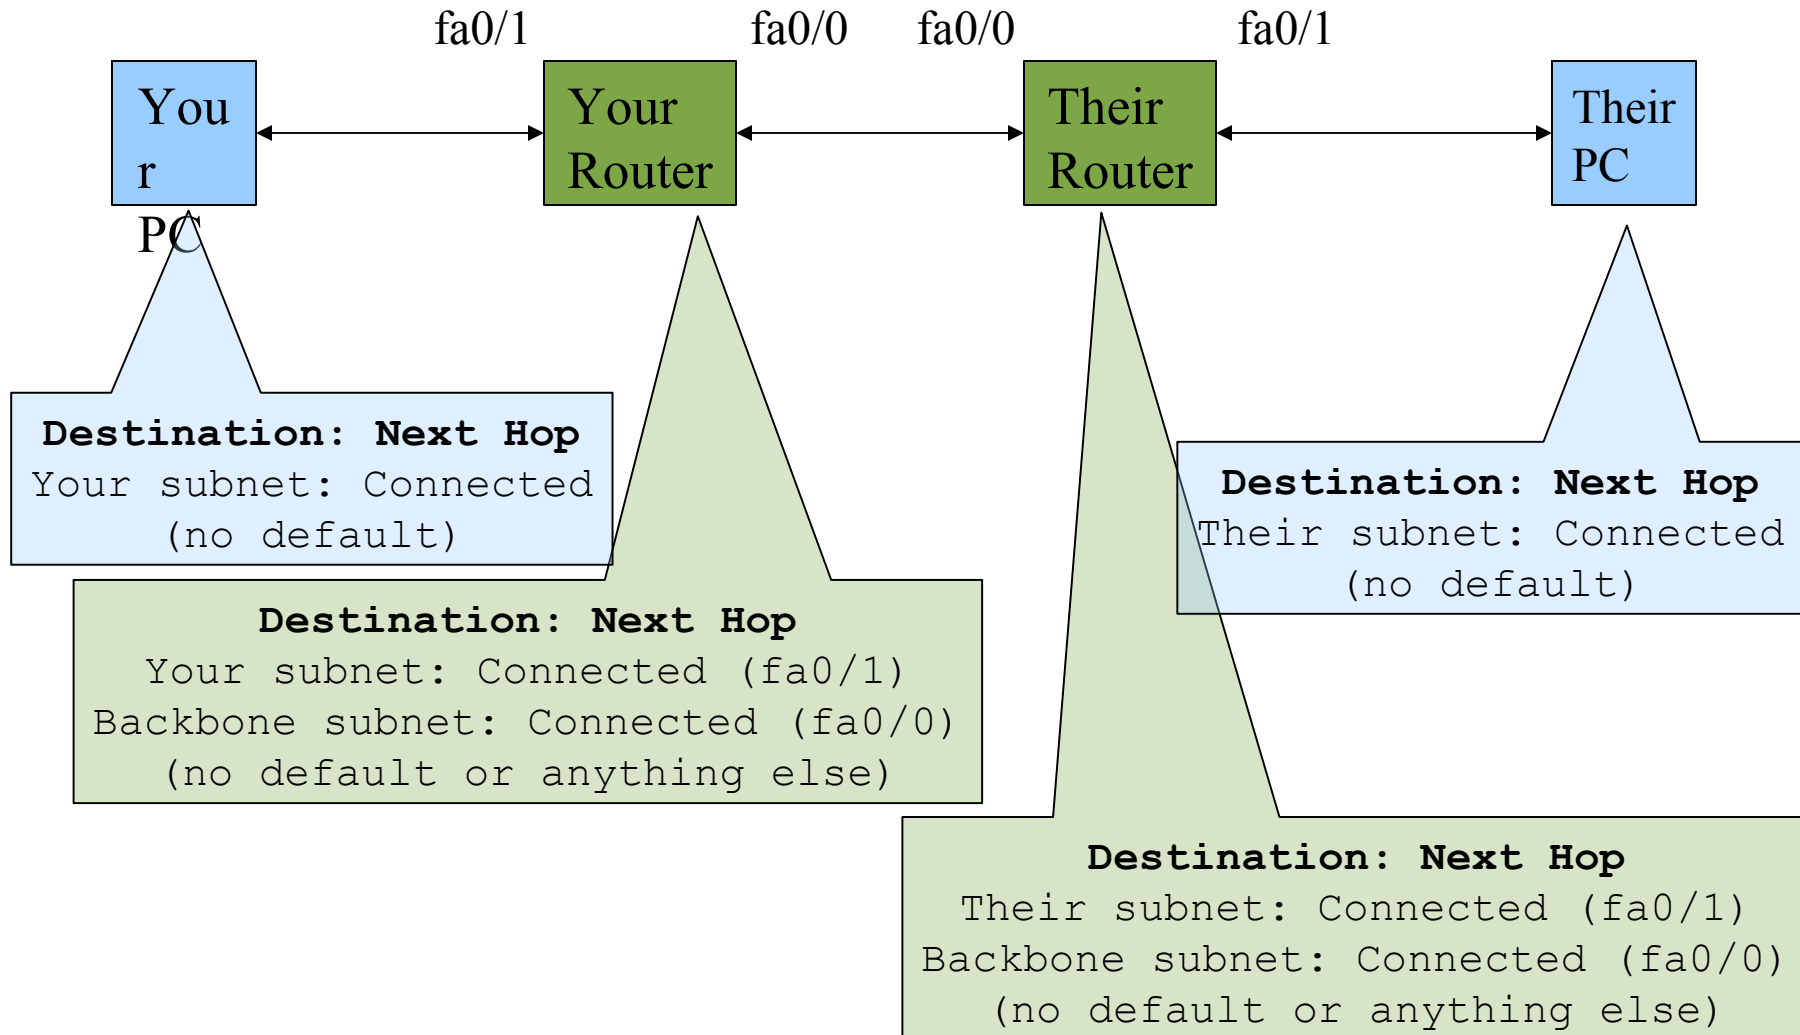 fa0/1
fa0/0
fa0/0
fa0/1
You
r
PC
Your
Router
Their
Router
Their
PC
Destination: Next Hop
Your subnet: Connected
(no default)
Destination: Next Hop
Their subnet: Connected
(no default)
Destination: Next Hop
Your subnet: Connected (fa0/1)
Backbone subnet: Connected (fa0/0)
(no default or anything else)
Destination: Next Hop
Their subnet: Connected (fa0/1)
Backbone subnet: Connected (fa0/0)
(no default or anything else)